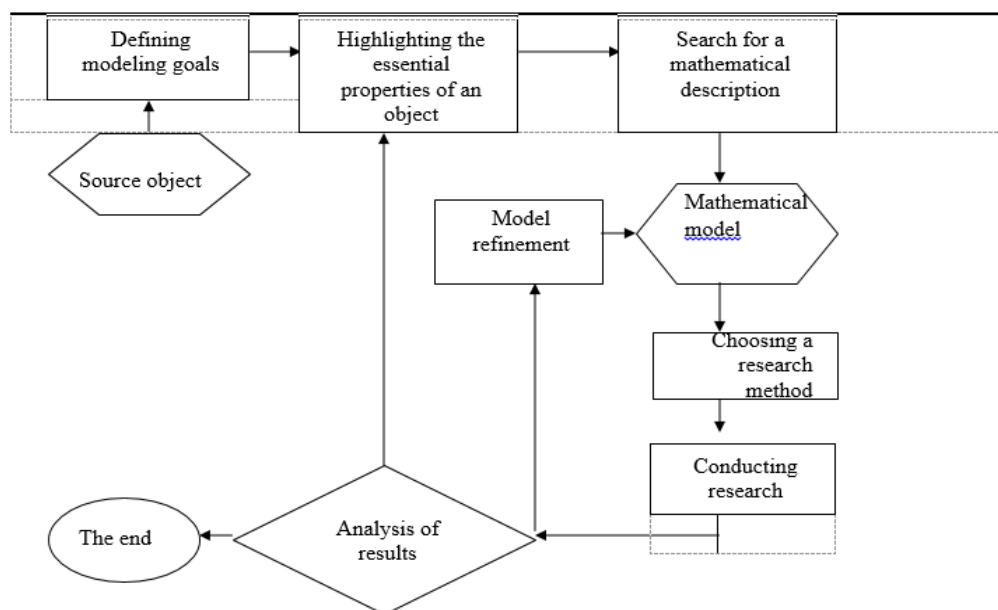 Defining
modeling goals
Highlighting the
essential
properties of an
object
Search for a
mathematical
description
Source object
Mathematical
model
Model
refinement
Choosing a
research
method
Conducting
research
Analysis of
results
The end